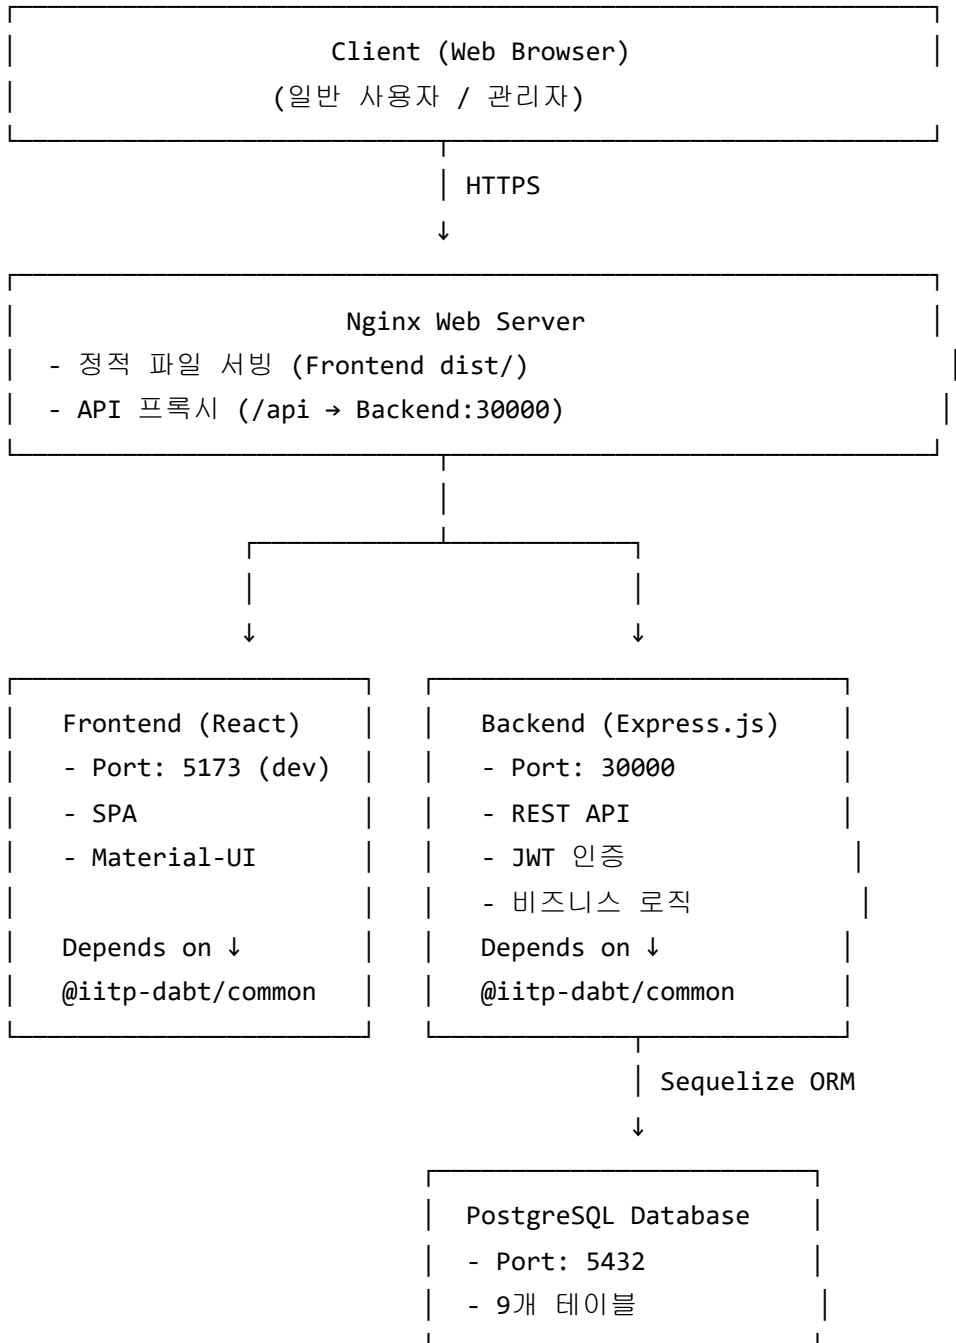 Client (Web Browser)
(일반 사용자 / 관리자)
HTTPS
↓
Nginx Web Server
- 정적 파일 서빙 (Frontend dist/)
- API 프록시 (/api → Backend:30000)
↓ ↓
Frontend (React)
- Port: 5173 (dev)
- SPA
- Material-UI
Depends on ↓
@iitp-dabt/common
Backend (Express.js)
- Port: 30000
- REST API
- JWT 인증
- 비즈니스 로직
Depends on ↓
@iitp-dabt/common
Sequelize ORM
↓
PostgreSQL Database
- Port: 5432
- 9개 테이블